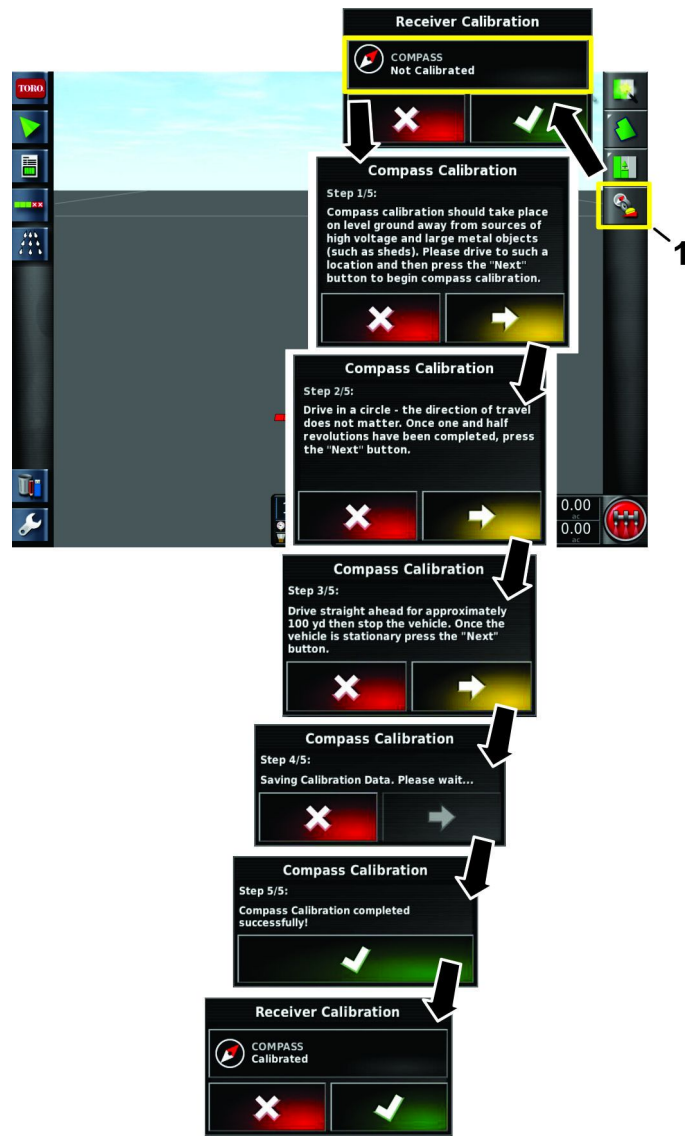 Receiver Calibration
COMPASS
Not Calibrated
TORO
1
Compass Calibration
Step 1/5:
Compass calibration should take place
on level ground away from sources of
high voltage and large metal objects
(such as sheds). Please drive to such a
location and then press the "Next"
button to begin compass calibration.
Compass Calibration
Step 2/5:
Drive in a circle - the direction of travel
does not matter. Once one and half
revolutions have been completed, press
the "Next" button.
0.00
ac
0.00
ac
Compass Calibration
Step 3/5:
Drive straight ahead for approximately
100 yd then stop the vehicle. Once the
vehicle is stationary press the "Next"
button.
Compass Calibration
Step 4/5:
Saving Calibration Data. Please wait...
Compass Calibration
Step 5/5:
Compass Calibration completed
successfully!
Receiver Calibration
COMPASS
Calibrated